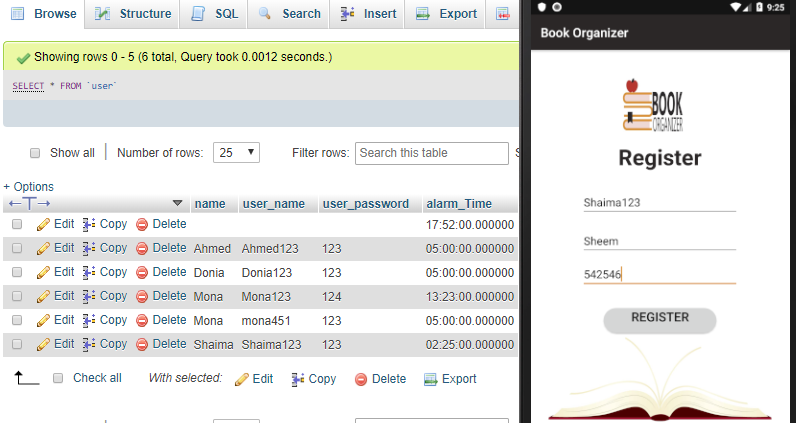 Browse Structure SQL Search Insert Export
Showing rows 0 - 5 (6 total, Query took 0.0012 seconds.)
SELECT * FROM `user`
Show all Number of rows: 25 Filter rows: Search this table
+ Options
name user_name user_password alarm_Time
Edit Copy Delete 17:52:00.000000
Edit Copy Delete Ahmed Ahmed123 123 05:00:00.000000
Edit Copy Delete Donia Donia123 123 05:00:00.000000
Edit Copy Delete Mona Mona123 124 13:23:00.000000
Edit Copy Delete Mona mona451 123 05:00:00.000000
Edit Copy Delete Shaima Shaima123 123 02:25:00.000000
Check all With selected: Edit Copy Delete Export
9:25
Book Organizer
BOOK
ORGANIZER
Register
Shaima123
Sheem
542546
REGISTER